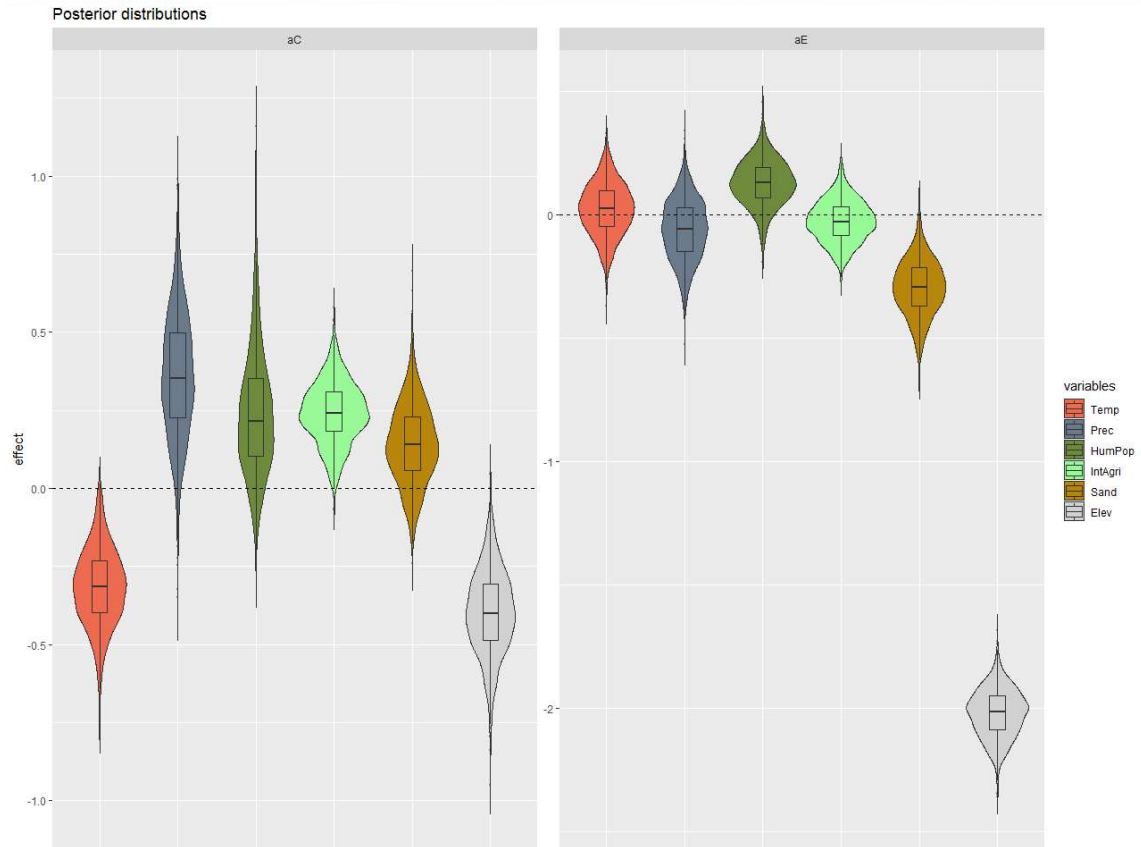 Posterior distributions
aC
aE
effect
1.0
0.5
0.0
-0.5
-1.0
0
-1
-2
variables
Temp
Prec
HumPop
IntAgri
Sand
Elev